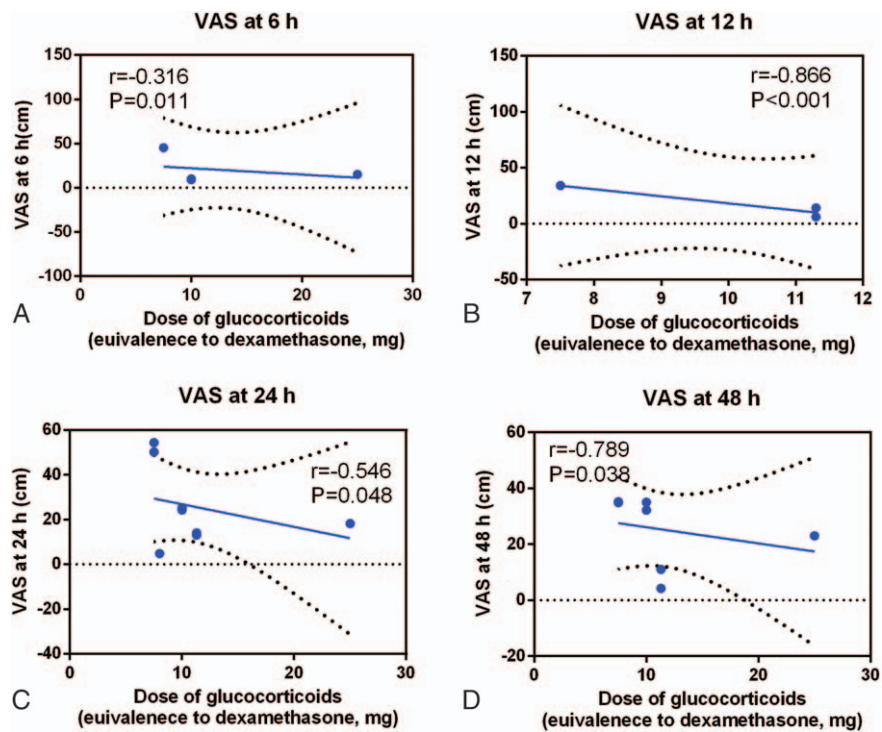 VAS at 6 h
r=-0.316
P=0.011
VAS at 6 h(cm)
150
100
50
0
-50
-100
0
10
20
30
Dose of glucocorticoids
(euivalenece to dexamethasone, mg)
A
VAS at 12 h
r=-0.866
P<0.001
VAS at 12 h (cm)
150
100
50
0
-50
7
8
9
10
11
12
Dose of glucocorticoids
(euivalenece to dexamethasone, mg)
B
VAS at 24 h
r=-0.546
P=0.048
VAS at 24 h (cm)
60
40
20
0
-20
-40
0
10
20
30
Dose of glucocorticoids
(euivalenece to dexamethasone, mg)
C
VAS at 48 h
r=-0.789
P=0.038
VAS at 48 h (cm)
60
40
20
0
-20
0
10
20
30
Dose of glucocorticoids
(euivalenece to dexamethasone, mg)
D